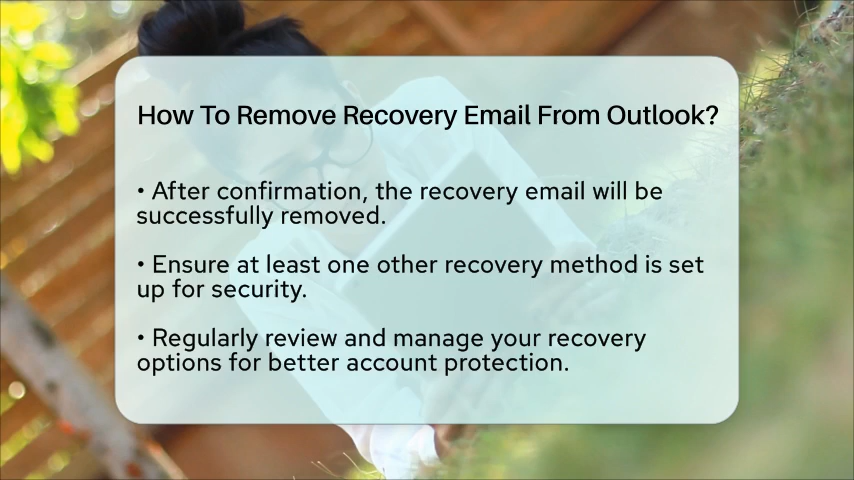 How To Remove Recovery Email From Outlook?
• After confirmation, the recovery email will be
successfully removed.
• Ensure at least one other recovery method is set
up for security.
• Regularly review and manage your recovery
options for better account protection.